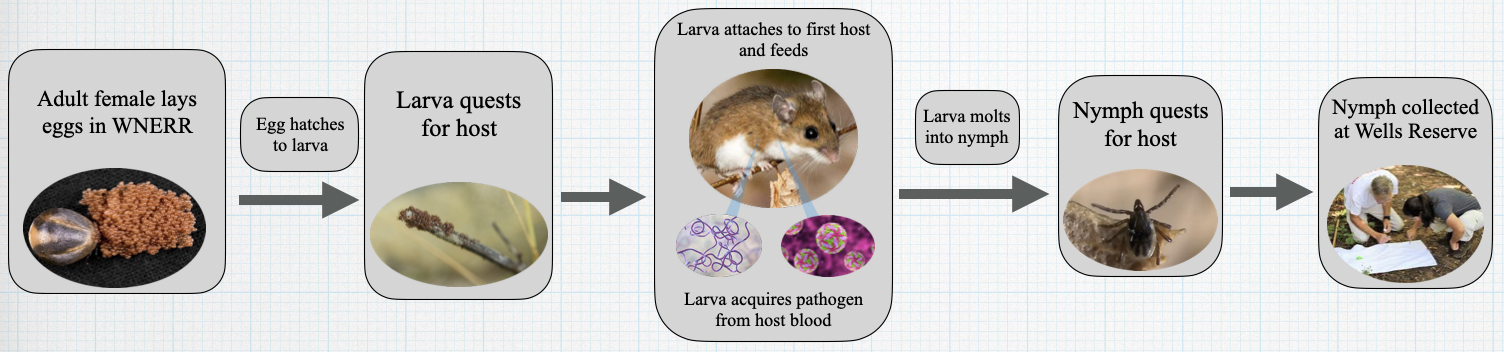 Adult female lays
eggs in WNERR
Egg hatches
to larva
Larva quests
for host
Larva attaches to first host
and feeds
Larva acquires pathogen
from host blood
Larva molts
into nymph
Nymph quests
for host
Nymph collected
at Wells Reserve